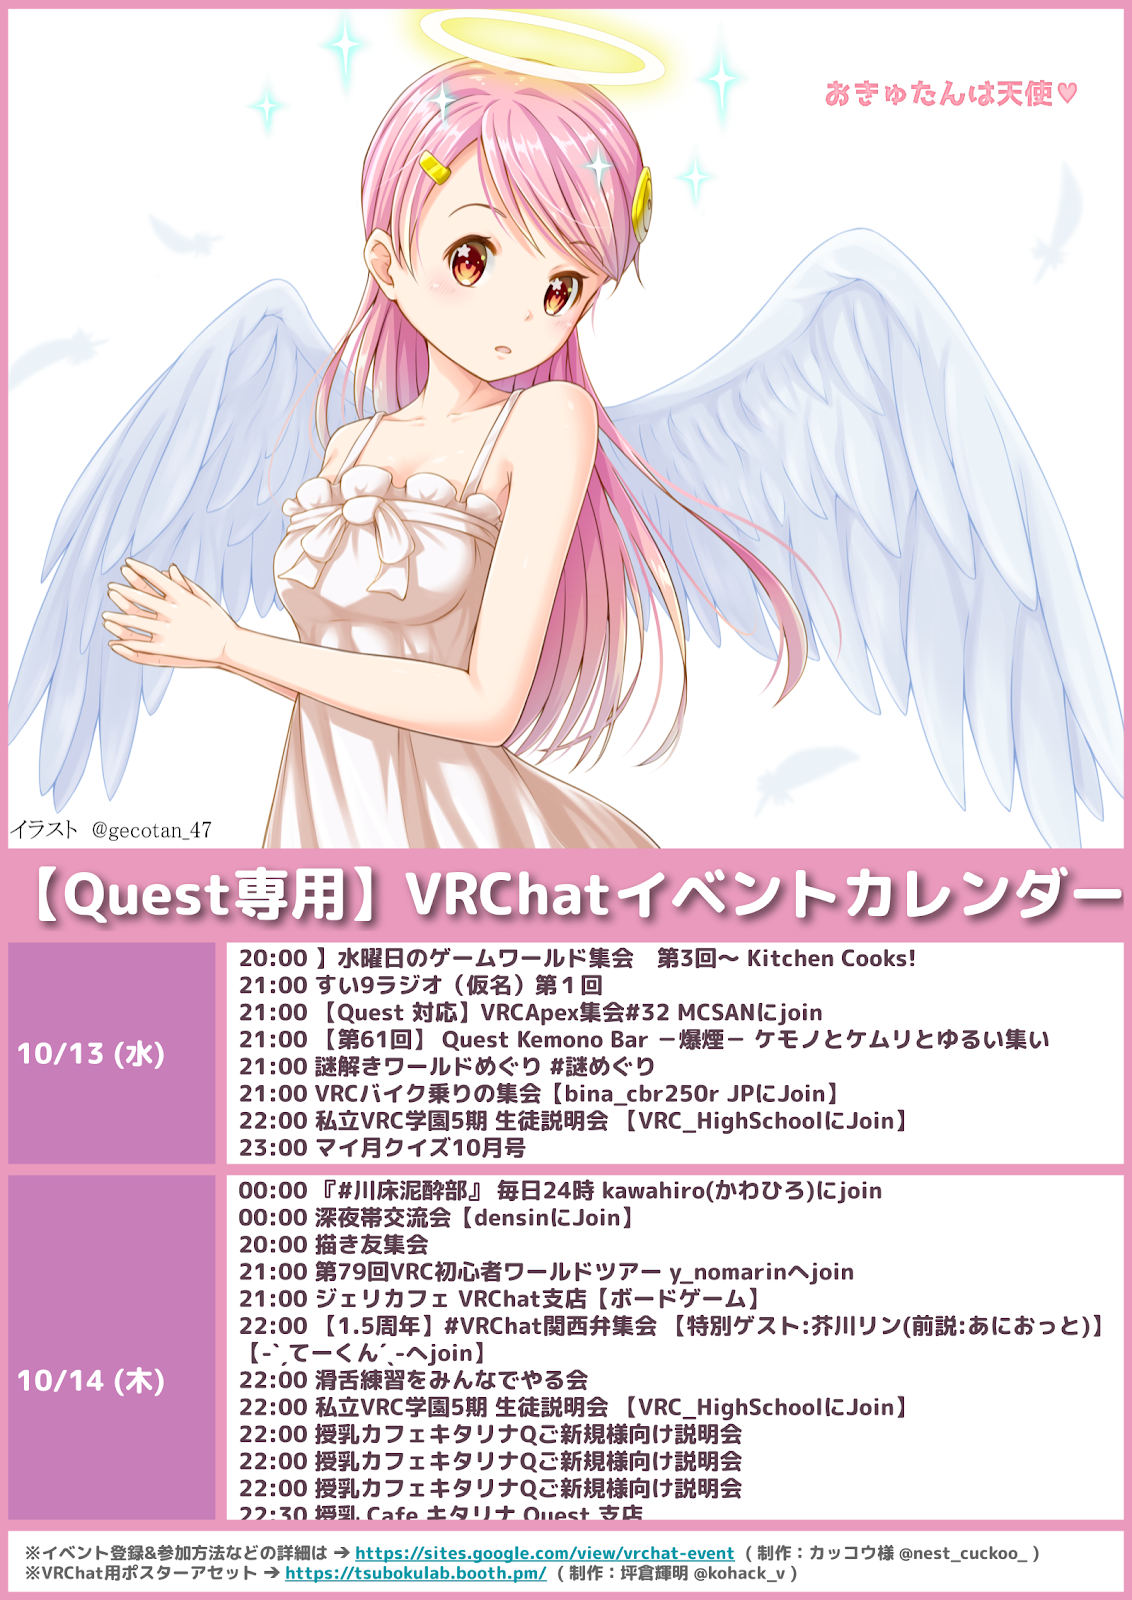 おきゅたんは天使♥
イラスト @gecotan_47
【Quest専用】VRChatイベントカレンダー
10/13 (水)
20:00 】水曜日のゲームワールド集会　第3回～ Kitchen Cooks!
21:00 すい9ラジオ（仮名）第１回
21:00 【Quest 対応】VRCApex集会#32 MCSANにjoin
21:00 【第61回】 Quest Kemono Bar －爆煙－ ケモノとケムリとゆるい集い
21:00 謎解きワールドめぐり #謎めぐり
21:00 VRCバイク乗りの集会【bina_cbr250r JPにJoin】
22:00 私立VRC学園5期 生徒説明会 【VRC_HighSchoolにJoin】
23:00 マイ月クイズ10月号
10/14 (木)
00:00 『#川床泥酔部』 毎日24時 kawahiro(かわひろ)にjoin
00:00 深夜帯交流会【densinにJoin】
20:00 描き友集会
21:00 第79回VRC初心者ワールドツアー y_nomarinへjoin
21:00 ジェリカフェ VRChat支店【ボードゲーム】
22:00 【1.5周年】#VRChat関西弁集会 【特別ゲスト:芥川リン(前説:あにおっと)】
【-ˋˏてーくんˊˎ-へjoin】
22:00 滑舌練習をみんなでやる会
22:00 私立VRC学園5期 生徒説明会 【VRC_HighSchoolにJoin】
22:00 授乳カフェキタリナQご新規様向け説明会
22:00 授乳カフェキタリナQご新規様向け説明会
22:00 授乳カフェキタリナQご新規様向け説明会
22:30 授乳 Cafe キタリナ Quest 支店
※イベント登録&参加方法などの詳細は ➔ https://sites.google.com/view/vrchat-event ( 制作：カッコウ様 @nest_cuckoo_ )
※VRChat用ポスターアセット ➔ https://tsubokulab.booth.pm/ ( 制作：坪倉輝明 @kohack_v )